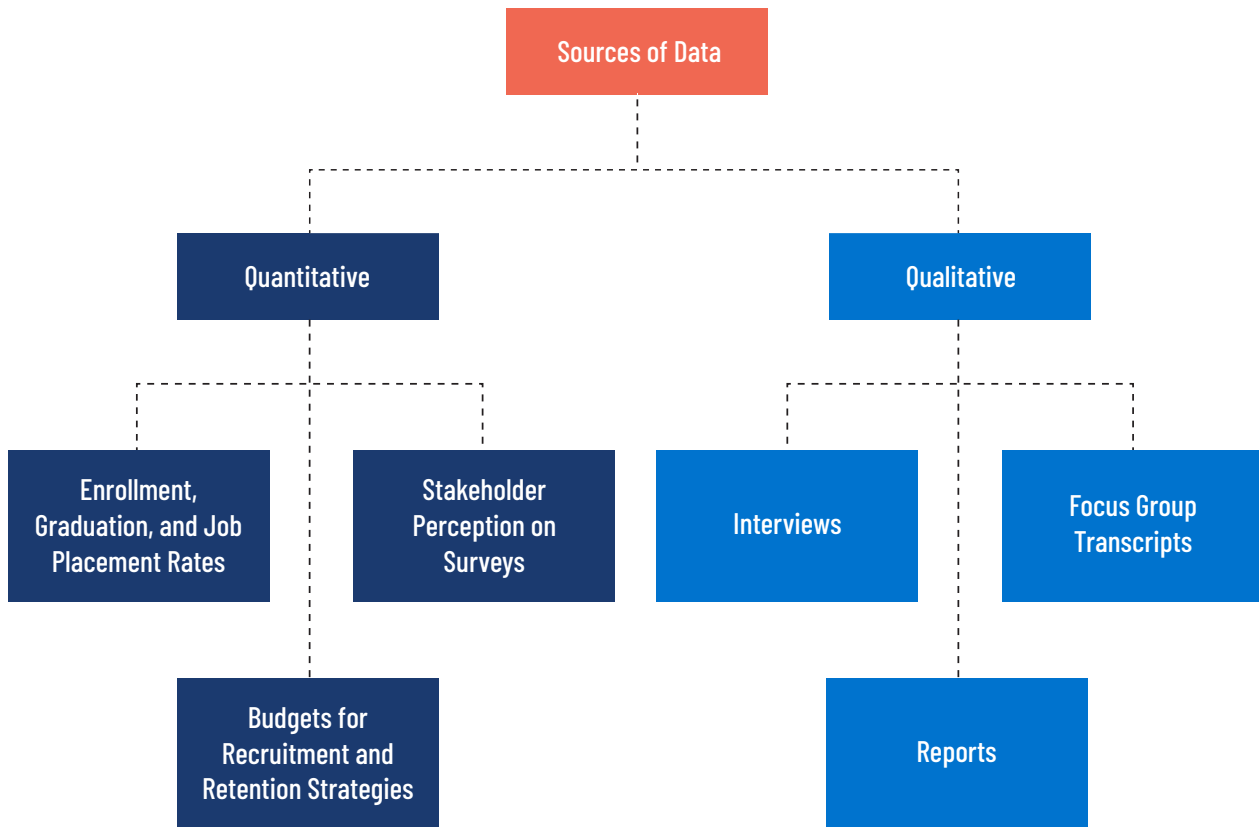 Sources of Data
Quantitative
Qualitative
Enrollment,
Graduation, and Job
Placement Rates
Stakeholder
Perception on
Surveys
Interviews
Focus Group
Transcripts
Budgets for
Recruitment and
Retention Strategies
Reports